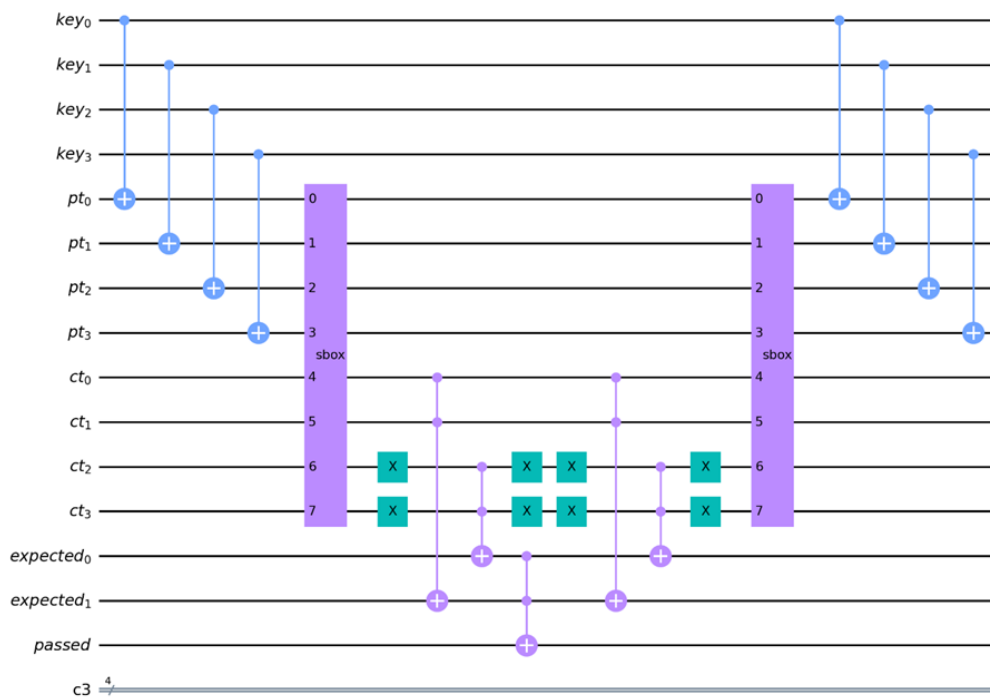 key₀
key₁
key₂
key₃
pt₀ 0 0
pt₁ 1 1
pt₂ 2 2
pt₃ 3 3
sbox sbox
ct₀ 4 4
ct₁ 5 5
ct₂ 6 X X X X 6
ct₃ 7 X X X X 7
expected₀
expected₁
passed
4
c3